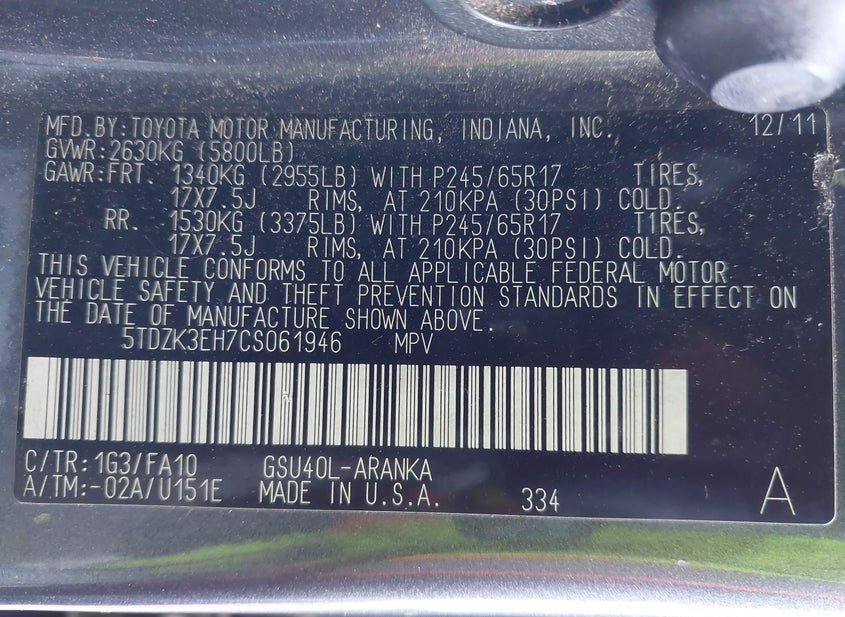 MFD.BY:TOYOTA MOTOR MANUFACTURING, INDIANA, INC. 12/11
GVWR:2630KG (5800LB)
GAWR:FRT. 1340KG (2955LB) WITH P245/65R17 TIRES,
17X7.5J RIMS, AT 210KPA (30PSI) COLD.
RR. 1530KG (3375LB) WITH P245/65R17 TIRES,
17X7.5J RIMS, AT 210KPA (30PSI) COLD.
THIS VEHICLE CONFORMS TO ALL APPLICABLE FEDERAL MOTOR
VEHICLE SAFETY AND THEFT PREVENTION STANDARDS IN EFFECT ON
THE DATE OF MANUFACTURE SHOWN ABOVE.
5TDZK3EH7CS061946 MPV
C/TR:1G3/FA10 GSU40L-ARANKA
A/TM:-02A/U151E MADE IN U.S.A. 334 A